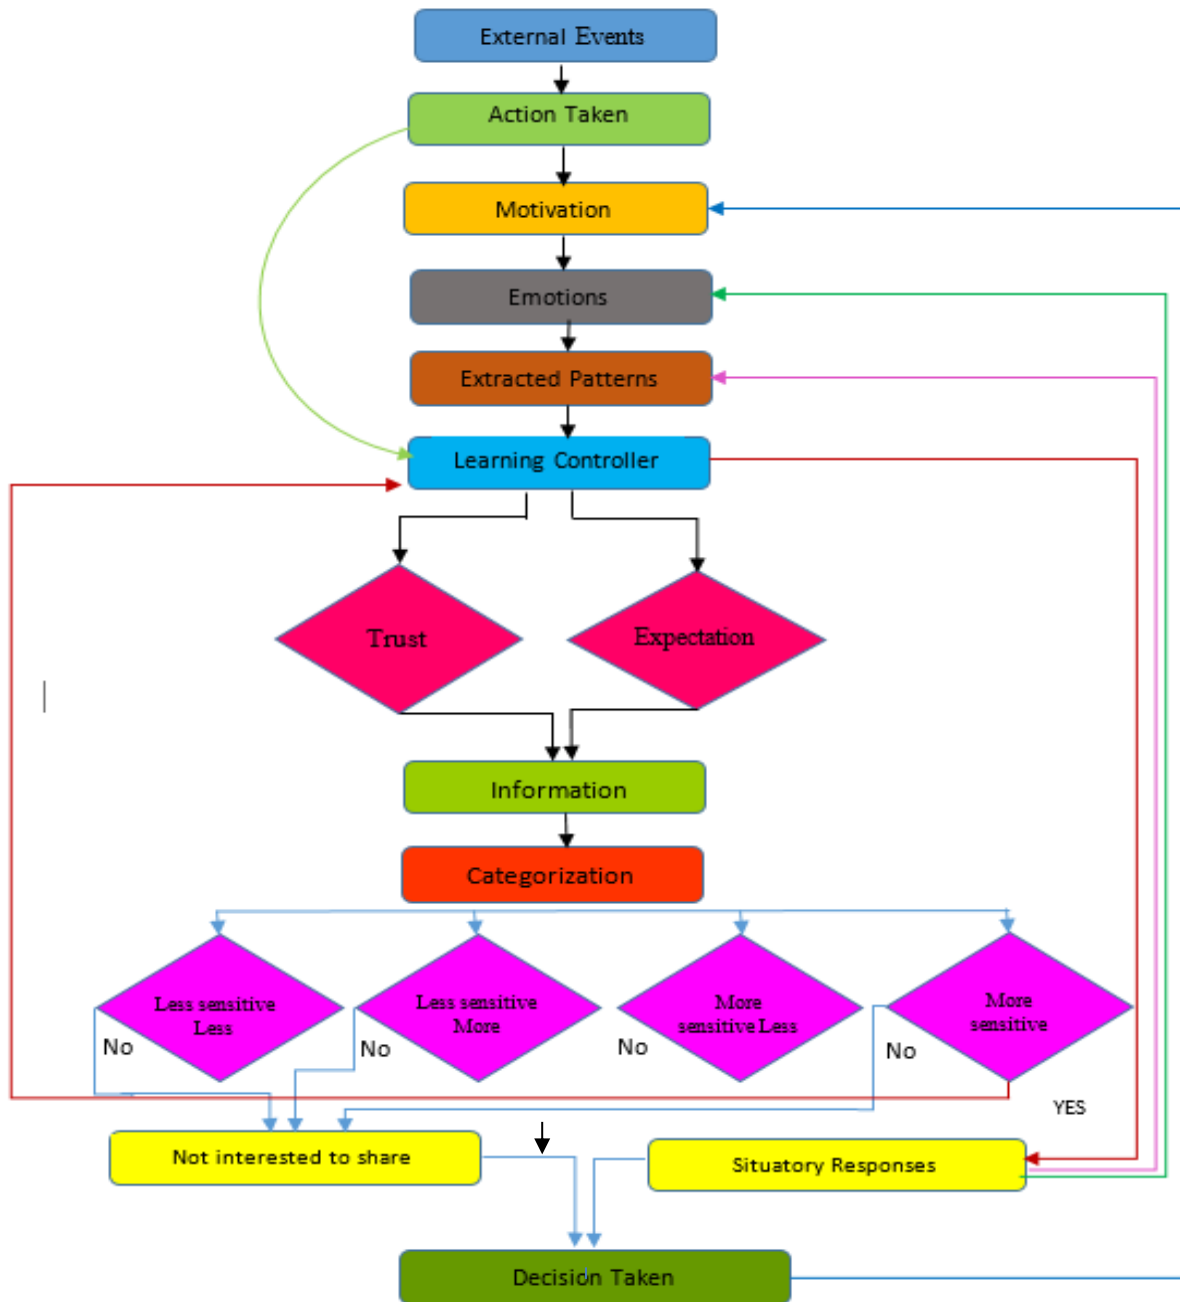 External Events
Action Taken
Motivation
Emotions
Extracted Patterns
Learning Controller
Trust
Expectation
Information
Categorization
Less sensitive
Less
Less sensitive
More
More
sensitive Less
More
sensitive
No
No
No
No
YES
Not interested to share
Situatory Responses
Decision Taken